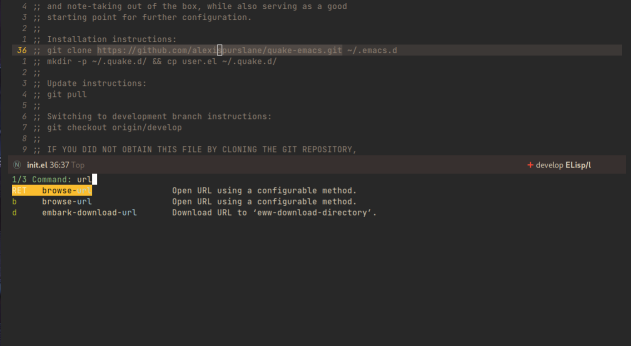 4 ;; and note-taking out of the box, while also serving as a good
3 ;; starting point for further configuration.
2 ;;
1 ;; Installation instructions:
36 ;; git clone https://github.com/alexispurslane/quake-emacs.git ~/.emacs.d
1 ;; mkdir -p ~/.quake.d/ && cp user.el ~/.quake.d/
2 ;;
3 ;; Update instructions:
4 ;; git pull
5 ;;
6 ;; Switching to development branch instructions:
7 ;; git checkout origin/develop
8 ;;
9 ;; IF YOU DID NOT OBTAIN THIS FILE BY CLONING THE GIT REPOSITORY,
N init.el 36:37 Top + develop ELisp/l
1/3 Command: url
RET browse-url Open URL using a configurable method.
b browse-url Open URL using a configurable method.
d embark-download-url Download URL to ‘eww-download-directory’.